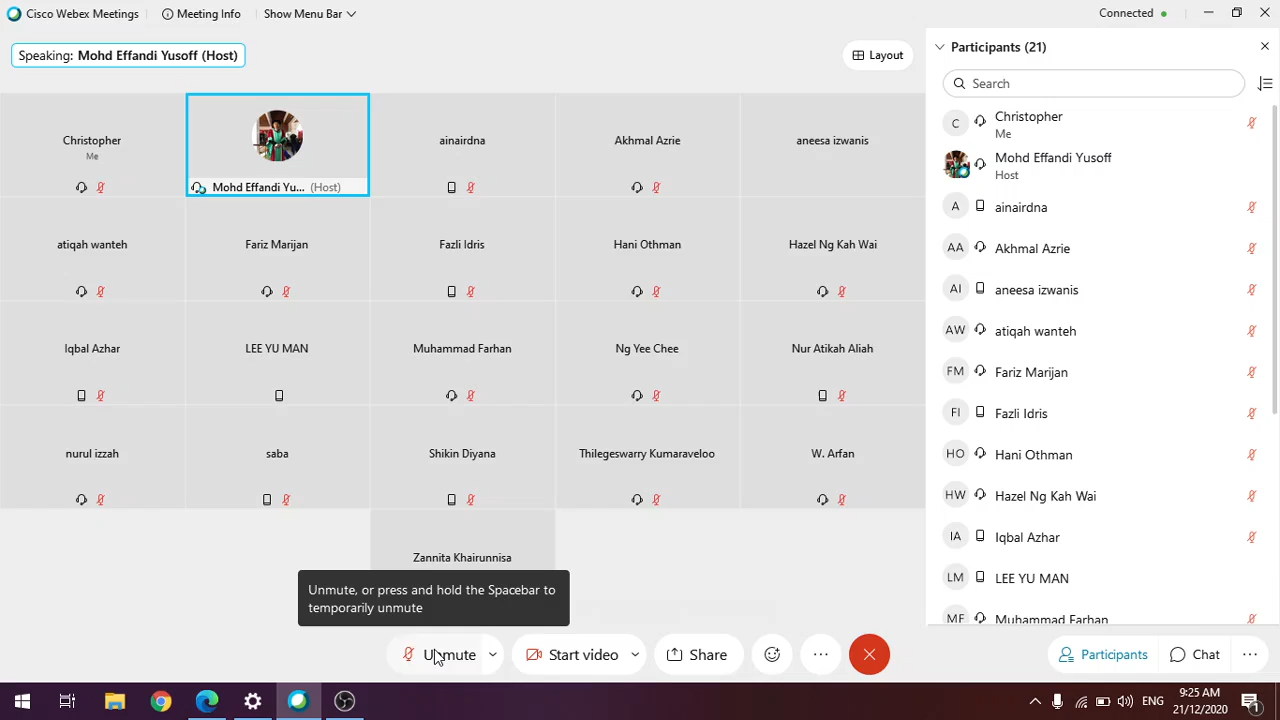 Cisco Webex Meetings
Meeting Info
Show Menu Bar
Connected
Speaking: Mohd Effandi Yusoff (Host)
Layout
Christopher
Me
Mohd Effandi Yu... (Host)
ainairdna
Akhmal Azrie
aneesa izwanis
atiqah wanteh
Fariz Marijan
Fazli Idris
Hani Othman
Hazel Ng Kah Wai
Iqbal Azhar
LEE YU MAN
Muhammad Farhan
Ng Yee Chee
Nur Atikah Aliah
nurul izzah
saba
Shikin Diyana
Thilegeswarry Kumaraveloo
W. Arfan
Zannita Khairunnisa
Unmute, or press and hold the Spacebar to
temporarily unmute
Unmute
Start video
Share
Participants (21)
Search
C
Christopher
Me
Mohd Effandi Yusoff
Host
A
ainairdna
AA
Akhmal Azrie
AI
aneesa izwanis
AW
atiqah wanteh
FM
Fariz Marijan
FI
Fazli Idris
HO
Hani Othman
HW
Hazel Ng Kah Wai
IA
Iqbal Azhar
LM
LEE YU MAN
MF
Muhammad Farhan
Participants
Chat
ENG
9:25 AM
21/12/2020
1